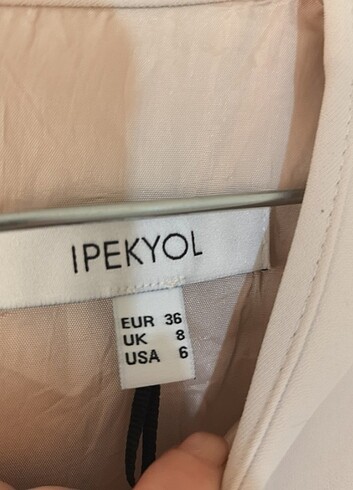 IPEKYOL
EUR 36
UK 8
USA 6